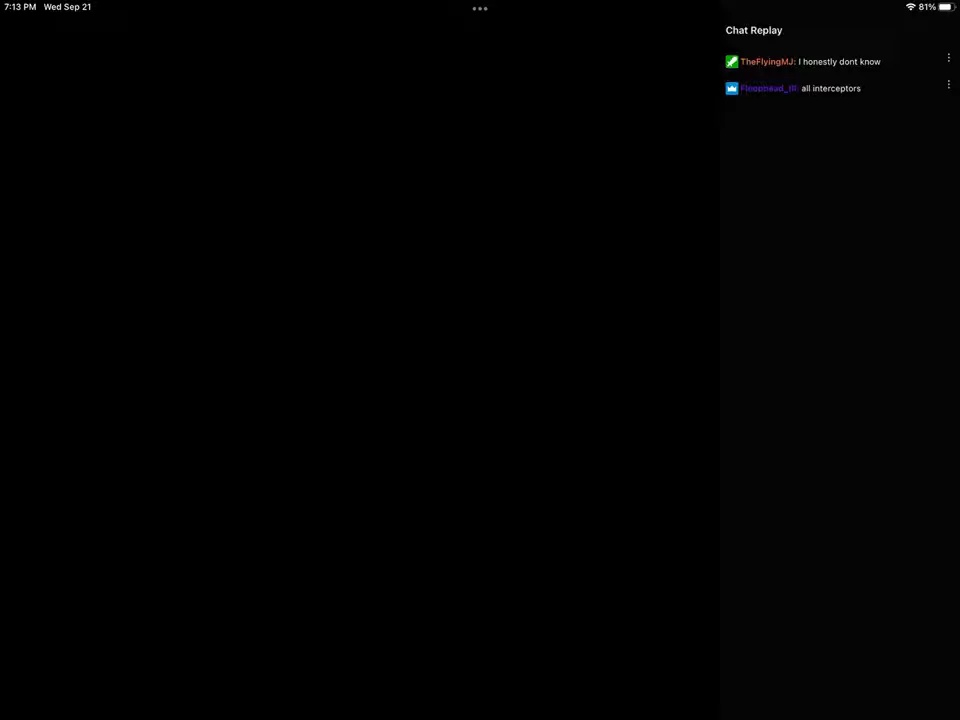 7:13 PM Wed Sep 21
81%
Chat Replay
TheFlyingMJ: I honestly dont know
all interceptors